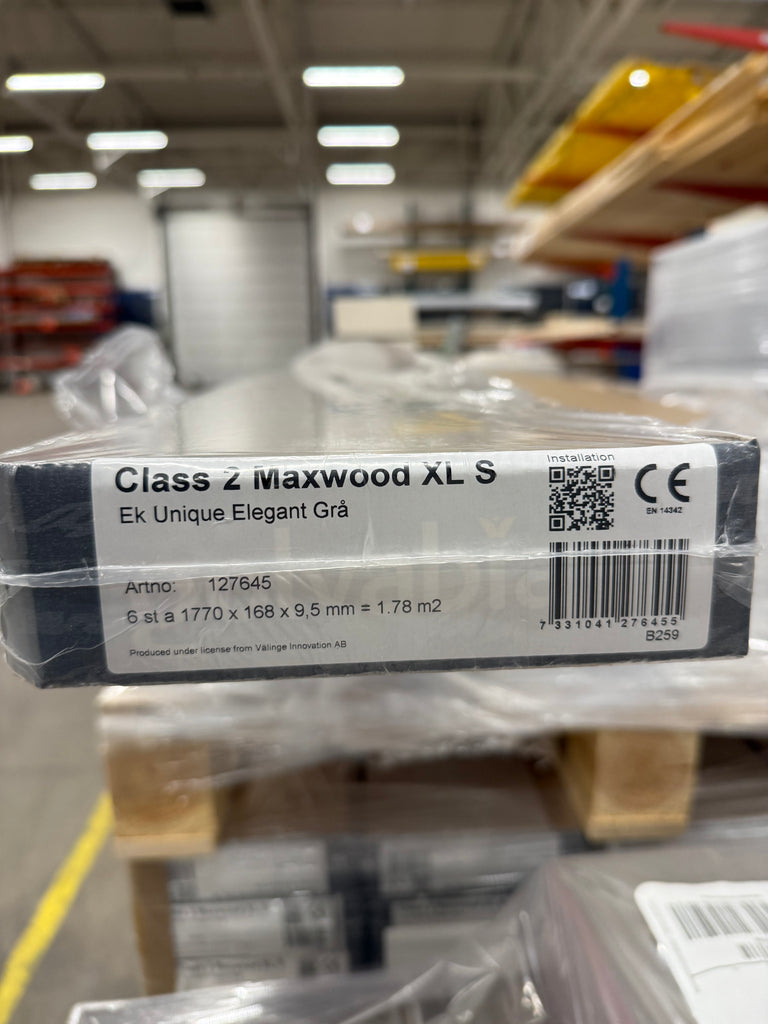 Class 2 Maxwood XL S
Ek Unique Elegant Grå
Installation
EN 14342
Artno: 127645
6 st a 1770 x 168 x 9,5 mm = 1.78 m2
Produced under license from Välinge Innovation AB
7 331041 276455
B259